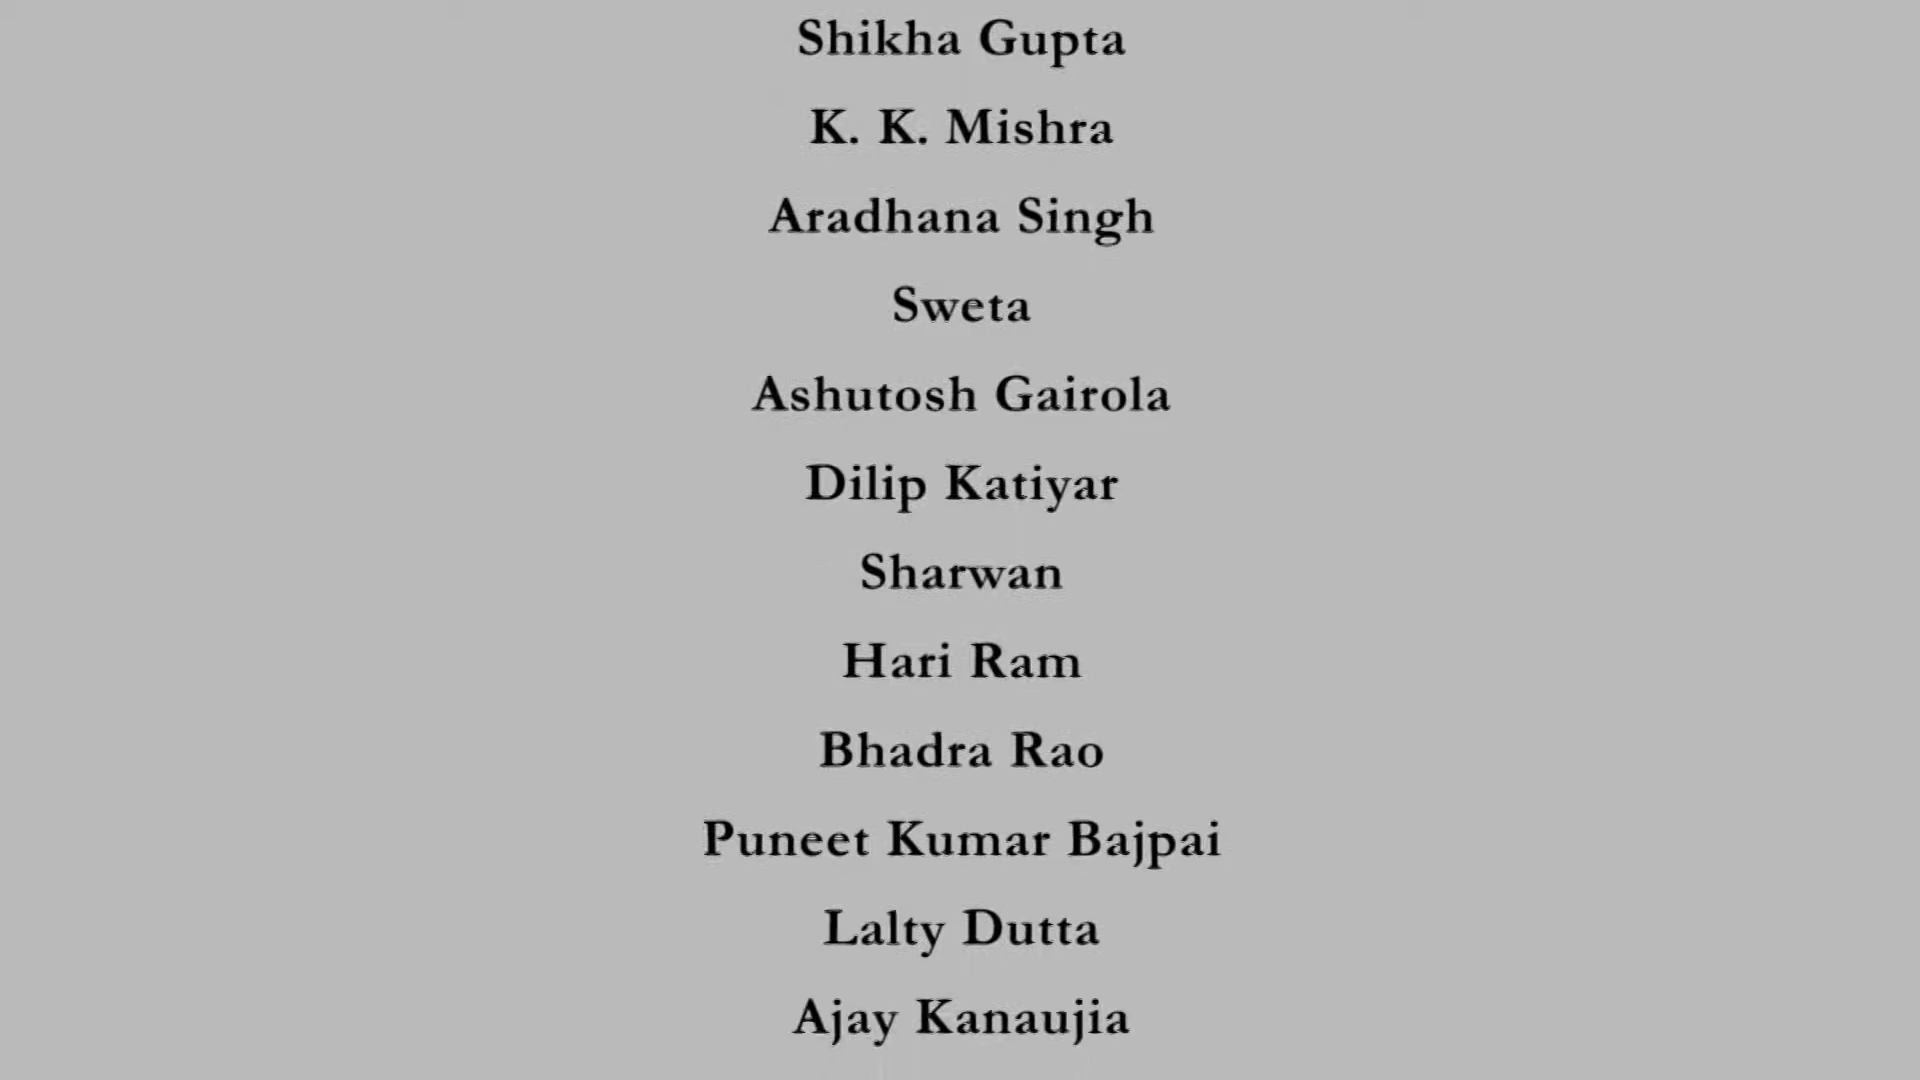 Shikha Gupta
K. K. Mishra
Aradhana Singh
Sweta
Ashutosh Gairola
Dilip Katiyar
Sharwan
Hari Ram
Bhadra Rao
Puneet Kumar Bajpai
Lalty Dutta
Ajay Kanaujia